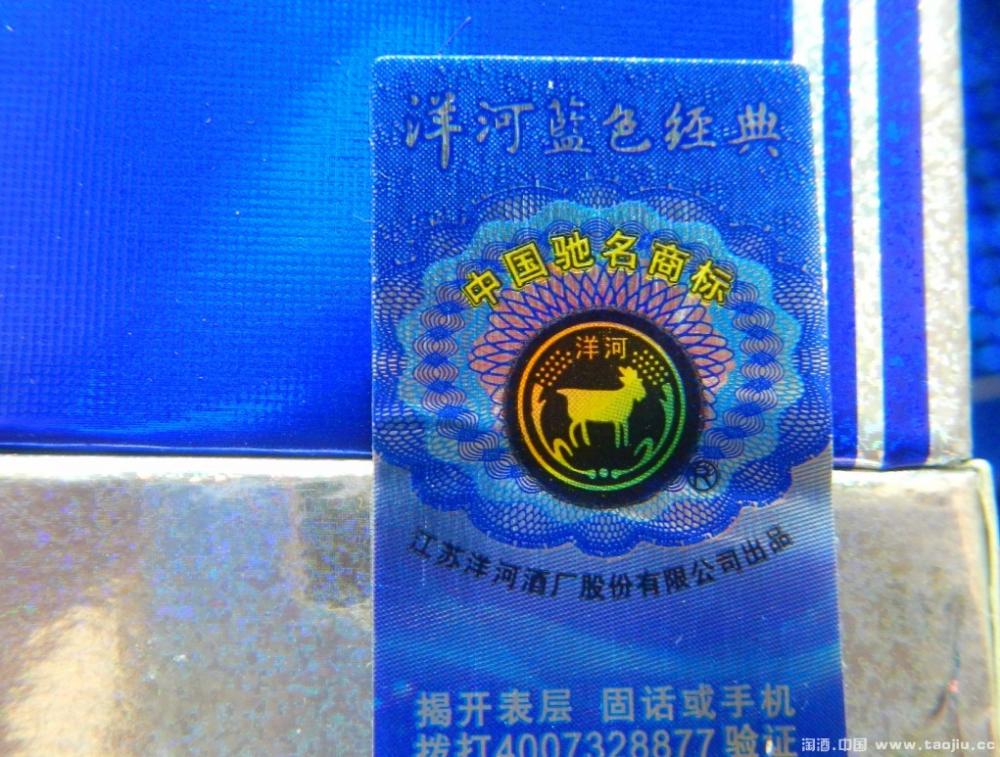 洋河藍色經典
中国驰名商标
洋河
®
江苏洋河酒厂股份有限公司出品
揭开表层 固话或手机
拨打4007328877验证
淘酒.中国 www.taojiu.cc